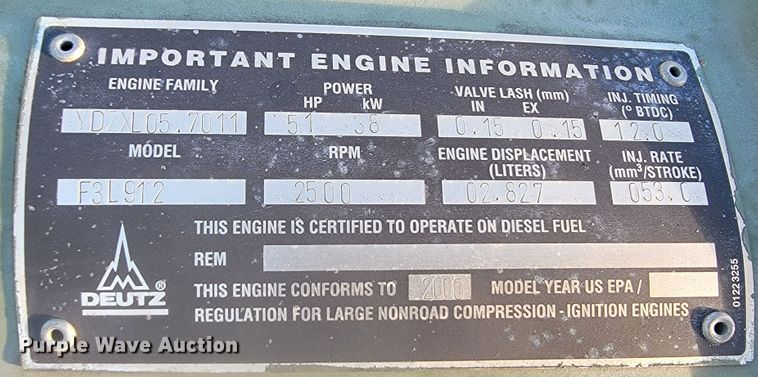 IMPORTANT ENGINE INFORMATION
ENGINE FAMILY POWER HP kW VALVE LASH (mm) IN EX INJ. TIMING (° BTDC)
YDZXL05.7011 51 38 0.15 0.15 12.0
MODEL RPM ENGINE DISPLACEMENT (LITERS) INJ. RATE (mm³/STROKE)
F3L912 2500 02.827 053.0
THIS ENGINE IS CERTIFIED TO OPERATE ON DIESEL FUEL
REM
THIS ENGINE CONFORMS TO 2000 MODEL YEAR US EPA /
REGULATION FOR LARGE NONROAD COMPRESSION - IGNITION ENGINES
DEUTZ ®
01223255
Purple Wave Auction